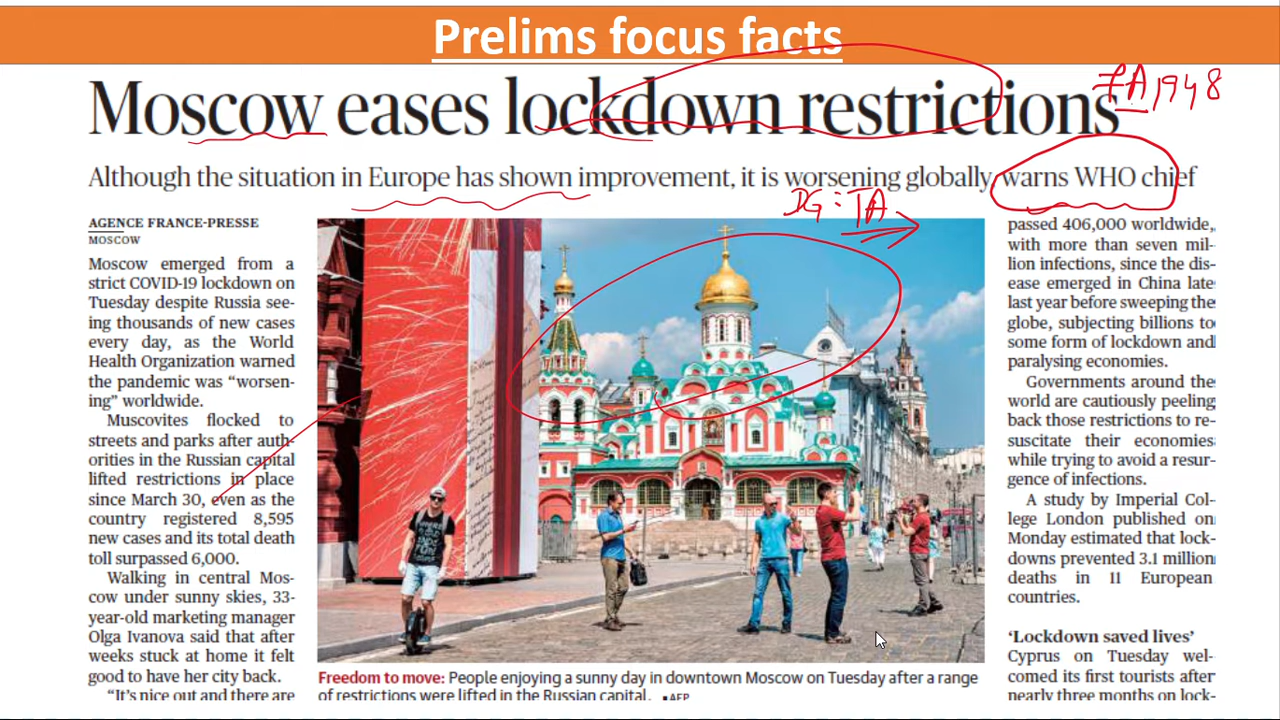 Prelims focus facts
Moscow eases lockdown restrictions
7A 1948
Although the situation in Europe has shown improvement, it is worsening globally, warns WHO chief
DG: TA
AGENCE FRANCE-PRESSE
MOSCOW
Moscow emerged from a
strict COVID-19 lockdown on
Tuesday despite Russia see-
ing thousands of new cases
every day, as the World
Health Organization warned
the pandemic was “worsen-
ing” worldwide.
Muscovites flocked to
streets and parks after auth-
orities in the Russian capital
lifted restrictions in place
since March 30, even as the
country registered 8,595
new cases and its total death
toll surpassed 6,000.
Walking in central Mos-
cow under sunny skies, 33-
year-old marketing manager
Olga Ivanova said that after
weeks stuck at home it felt
good to have her city back.
“It’s nice out and there are
Freedom to move: People enjoying a sunny day in downtown Moscow on Tuesday after a range
of restrictions were lifted in the Russian capital. ■ AFP
passed 406,000 worldwide,
with more than seven mil-
lion infections, since the dis-
ease emerged in China late
last year before sweeping the
globe, subjecting billions to
some form of lockdown and
paralysing economies.
Governments around the
world are cautiously peeling
back those restrictions to re-
suscitate their economies
while trying to avoid a resur-
gence of infections.
A study by Imperial Col-
lege London published on
Monday estimated that lock-
downs prevented 3.1 million
deaths in 11 European
countries.
‘Lockdown saved lives’
Cyprus on Tuesday wel-
comed its first tourists after
nearly three months on lock-